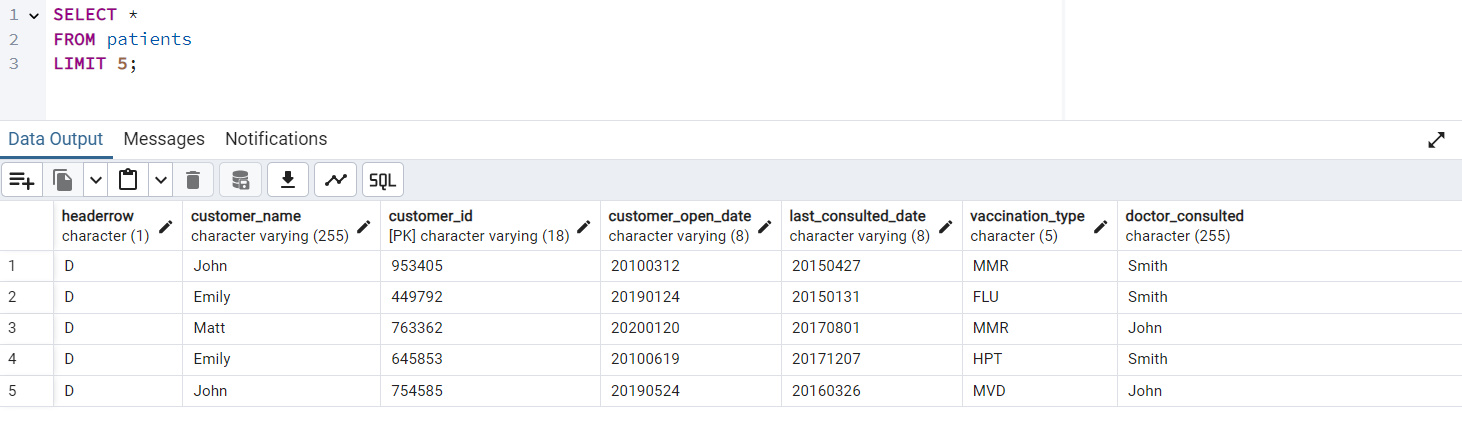 1 SELECT *
2 FROM patients
3 LIMIT 5;
Data Output Messages Notifications
SQL
headerrow customer_name customer_id customer_open_date last_consulted_date vaccination_type doctor_consulted
character (1) character varying (255) [PK] character varying (18) character varying (8) character varying (8) character (5) character (255)
1 D John 953405 20100312 20150427 MMR Smith
2 D Emily 449792 20190124 20150131 FLU Smith
3 D Matt 763362 20200120 20170801 MMR John
4 D Emily 645853 20100619 20171207 HPT Smith
5 D John 754585 20190524 20160326 MVD John